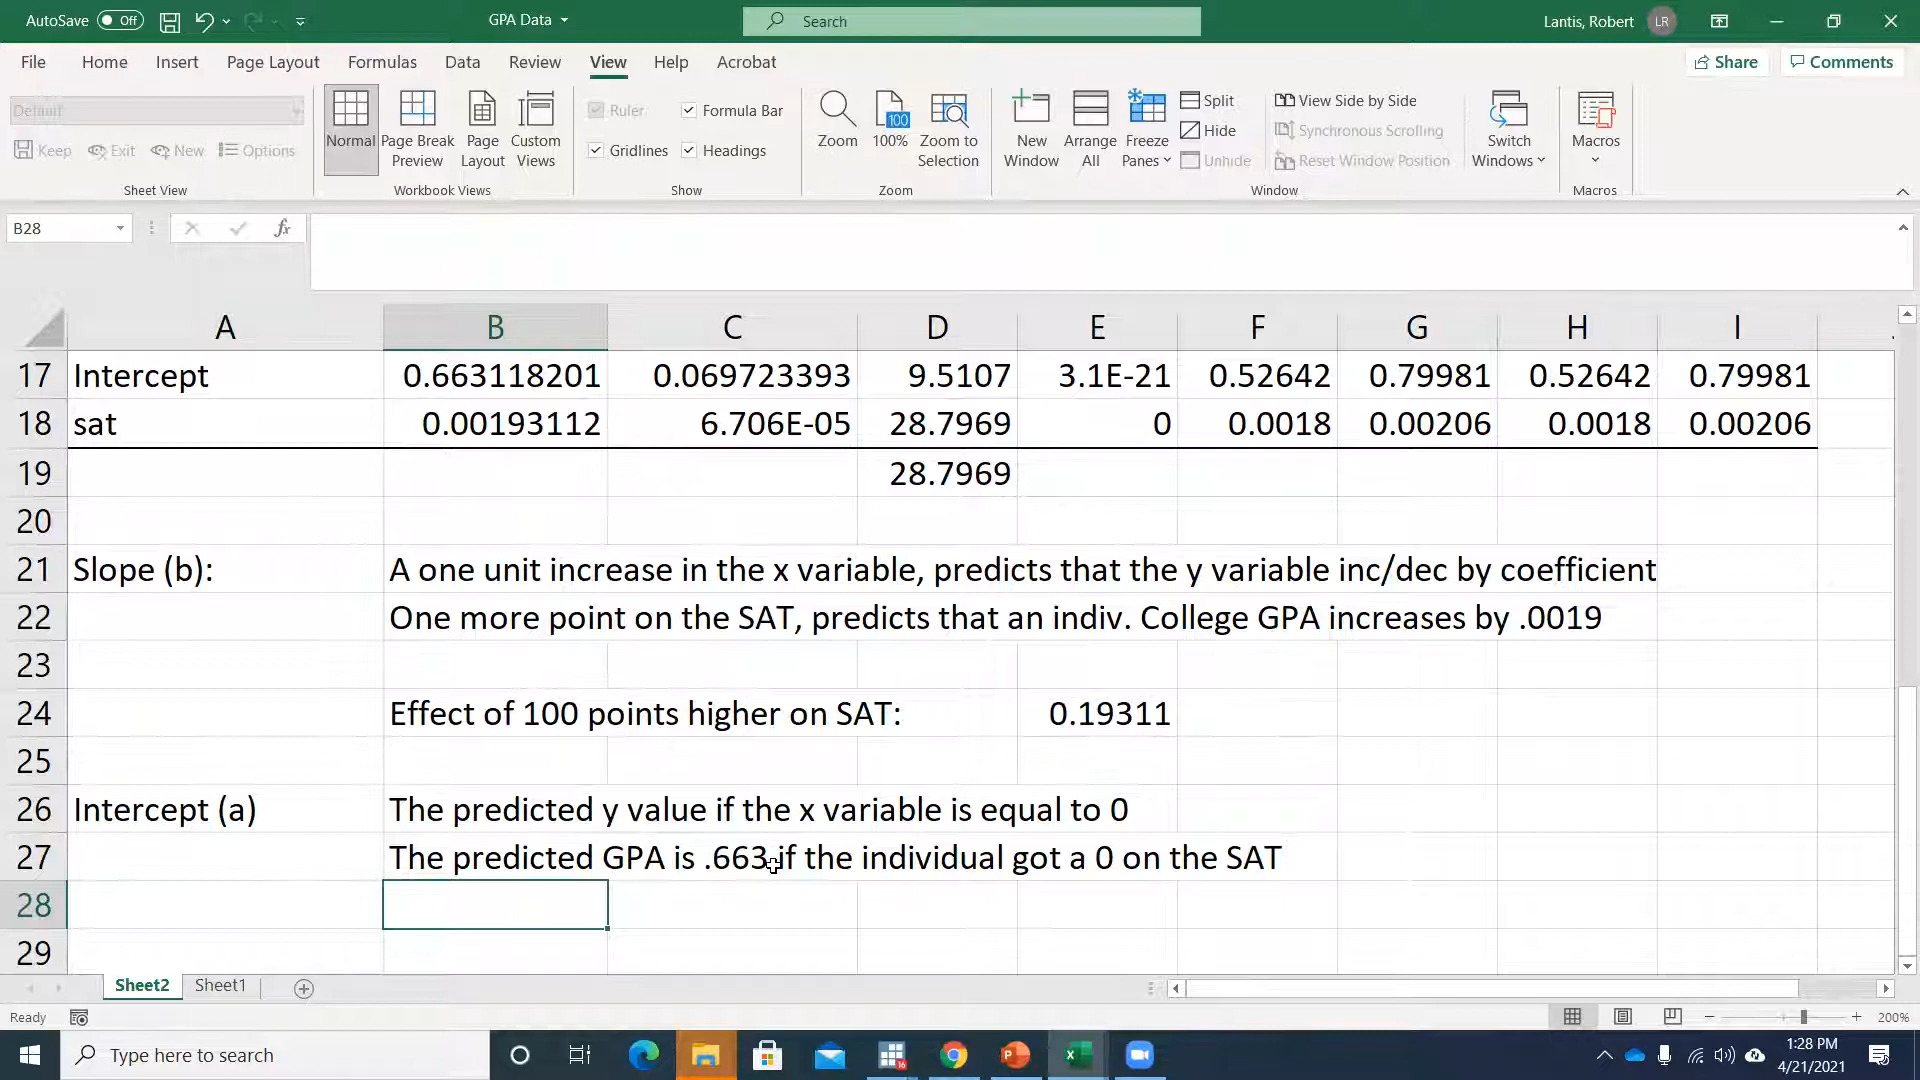 AutoSave Off
GPA Data
Search
Lantis, Robert LR
File Home Insert Page Layout Formulas Data Review View Help Acrobat
Share Comments
Default
Keep Exit New Options
Sheet View
Normal
Page Break Preview
Page Layout
Custom Views
Workbook Views
Ruler Formula Bar
Gridlines Headings
Show
Zoom
100 100%
Zoom to Selection
Zoom
New Window
Arrange All
Freeze Panes
Split
Hide
Unhide
View Side by Side
Synchronous Scrolling
Reset Window Position
Window
Switch Windows
Macros
Macros
B28 fx
A B C D E F G H I
17 Intercept 0.663118201 0.069723393 9.5107 3.1E-21 0.52642 0.79981 0.52642 0.79981
18 sat 0.00193112 6.706E-05 28.7969 0 0.0018 0.00206 0.0018 0.00206
19 28.7969
20
21 Slope (b): A one unit increase in the x variable, predicts that the y variable inc/dec by coefficient
22 One more point on the SAT, predicts that an indiv. College GPA increases by .0019
23
24 Effect of 100 points higher on SAT: 0.19311
25
26 Intercept (a) The predicted y value if the x variable is equal to 0
27 The predicted GPA is .663 if the individual got a 0 on the SAT
28
29
Sheet2 Sheet1
Ready 200%
Type here to search
16
P
X
1:28 PM
4/21/2021